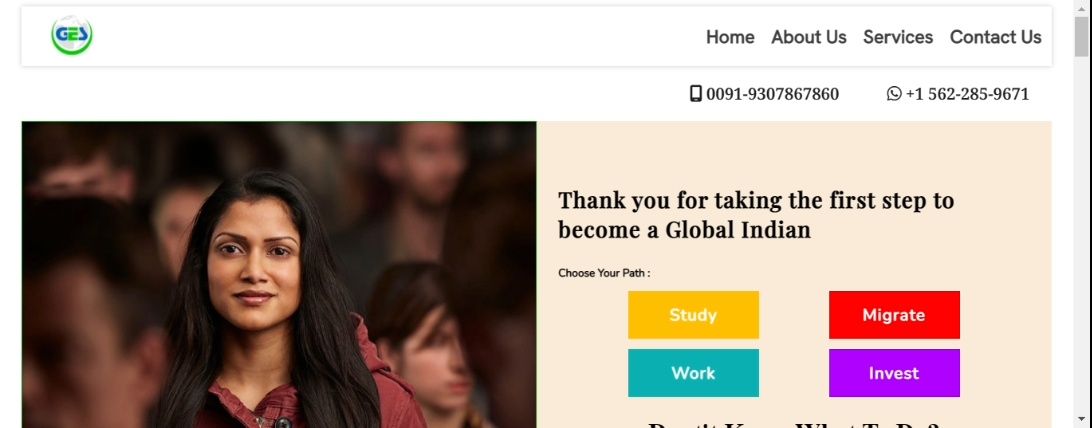 GES
Home About Us Services Contact Us
0091-9307867860 +1 562-285-9671
Thank you for taking the first step to
become a Global Indian
Choose Your Path :
Study Migrate
Work Invest